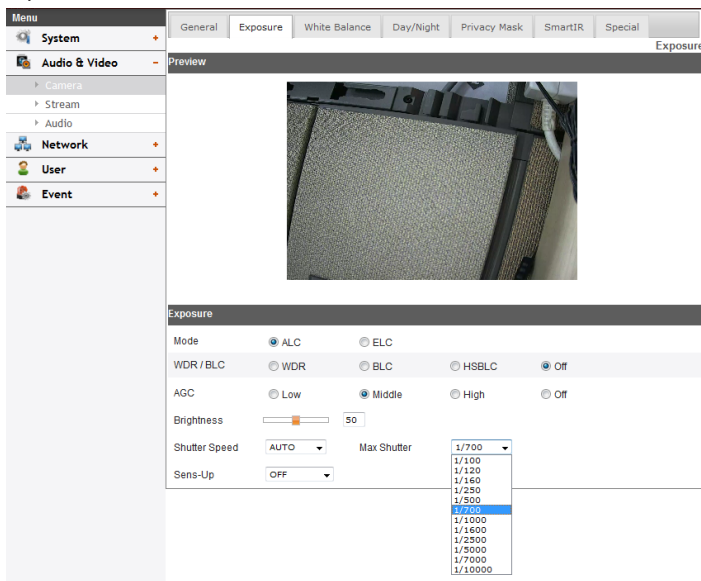 Menu
System +
Audio & Video -
Camera
Stream
Audio
Network +
User +
Event +
General Exposure White Balance Day/Night Privacy Mask SmartIR Special
Exposure
Preview
Exposure
Mode ALC ELC
WDR / BLC WDR BLC HSBLC Off
AGC Low Middle High Off
Brightness 50
Shutter Speed AUTO Max Shutter 1/700
Sens-Up OFF
1/100
1/120
1/160
1/250
1/500
1/700
1/1000
1/1600
1/2500
1/5000
1/7000
1/10000